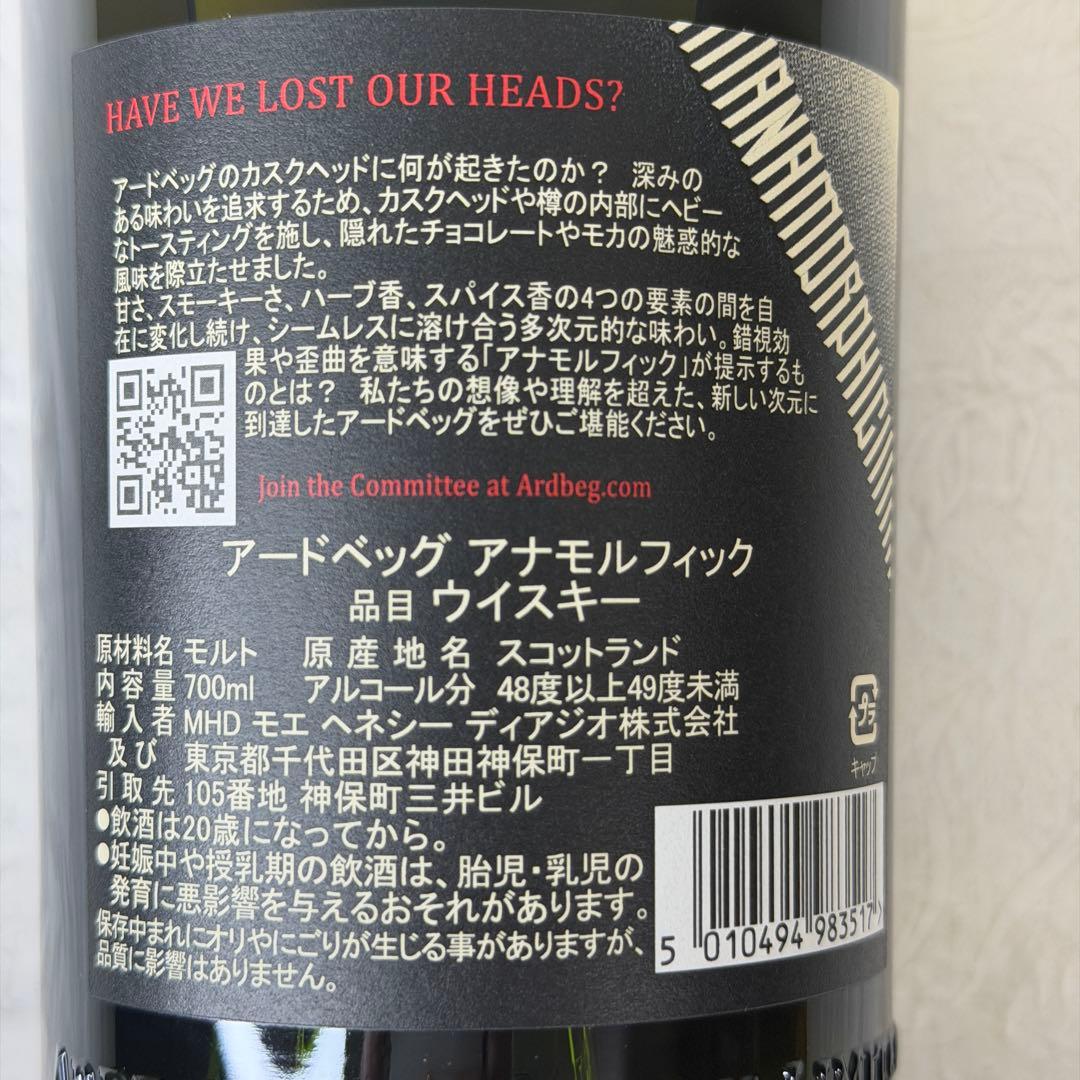 HAVE WE LOST OUR HEADS?
アードベッグのカスクヘッドに何が起きたのか？ 深みの
ある味わいを追求するため、カスクヘッドや樽の内部にヘビー
なトースティングを施し、隠れたチョコレートやモカの魅惑的な
風味を際立たせました。
甘さ、スモーキーさ、ハーブ香、スパイス香の4つの要素の間を自
在に変化し続け、シームレスに溶け合う多次元的な味わい。錯視効
果や歪曲を意味する「アナモルフィック」が提示するも
のとは？ 私たちの想像や理解を超えた、新しい次元に
到達したアードベッグをぜひご堪能ください。
Join the Committee at Ardbeg.com
アードベッグ アナモルフィック
品目 ウイスキー
原材料名 モルト 原産地名 スコットランド
内容量 700ml アルコール分 48度以上49度未満
輸入者 MHD モエ ヘネシー ディアジオ株式会社
及び 東京都千代田区神田神保町一丁目
引取先 105番地 神保町三井ビル
●飲酒は20歳になってから。
●妊娠中や授乳期の飲酒は、胎児・乳児の
発育に悪影響を与えるおそれがあります。
保存中まれにオリやにごりが生じる事がありますが、
品質に影響はありません。
キャップ
5 010494 983517 >
ANAMORPHIC